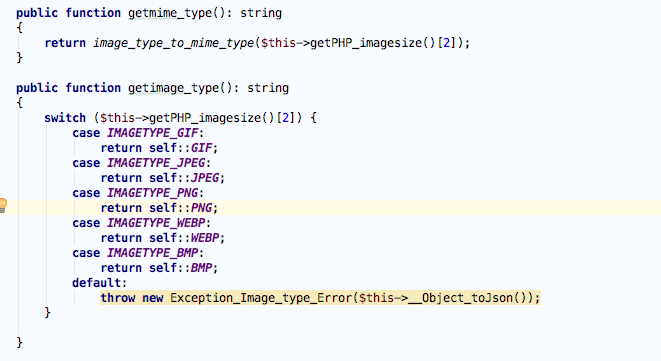 public function getmime_type(): string
{
    return image_type_to_mime_type($this->getPHP_imagesize()[2]);
}
public function getimage_type(): string
{
    switch ($this->getPHP_imagesize()[2]) {
        case IMAGETYPE_GIF:
            return self::GIF;
        case IMAGETYPE_JPEG:
            return self::JPEG;
        case IMAGETYPE_PNG:
            return self::PNG;
        case IMAGETYPE_WEBP:
            return self::WEBP;
        case IMAGETYPE_BMP:
            return self::BMP;
        default:
            throw new Exception_Image_type_Error($this->__Object_toJson());
    }
}